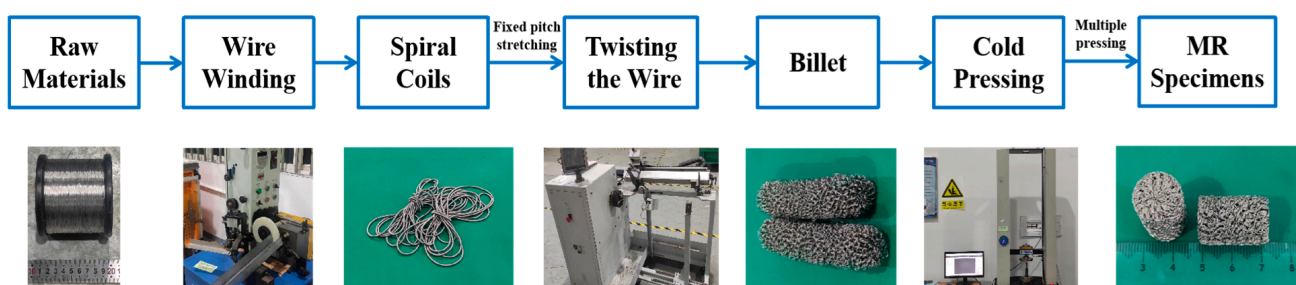 Raw
Materials
Wire
Winding
Spiral
Coils
Fixed pitch
stretching
Twisting
the Wire
Billet
Cold
Pressing
Multiple
pressing
MR
Specimens
3 4 5 6 7 8